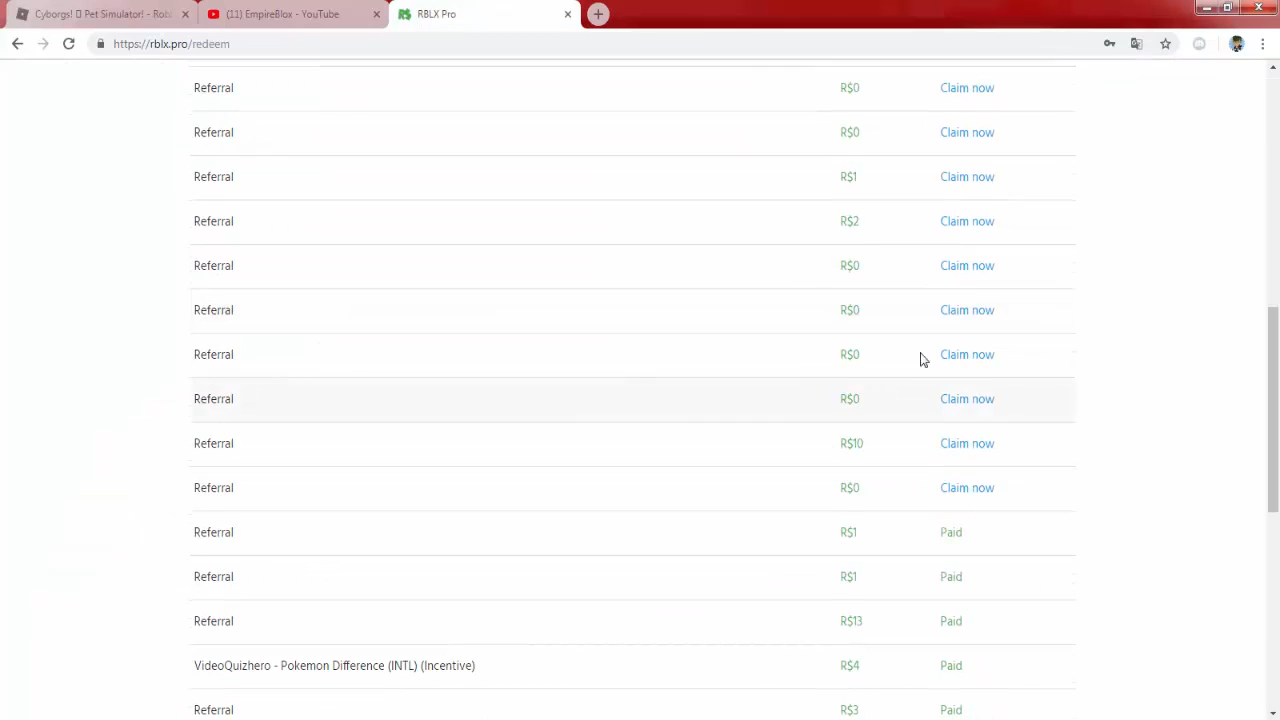 Cyborgs! ▯ Pet Simulator! - Robl
(11) EmpireBlox - YouTube
RBLX Pro
https://rblx.pro/redeem
Referral R$0 Claim now
Referral R$0 Claim now
Referral R$1 Claim now
Referral R$2 Claim now
Referral R$0 Claim now
Referral R$0 Claim now
Referral R$0 Claim now
Referral R$0 Claim now
Referral R$10 Claim now
Referral R$0 Claim now
Referral R$1 Paid
Referral R$1 Paid
Referral R$13 Paid
VideoQuizhero - Pokemon Difference (INTL) (Incentive) R$4 Paid
Referral R$3 Paid